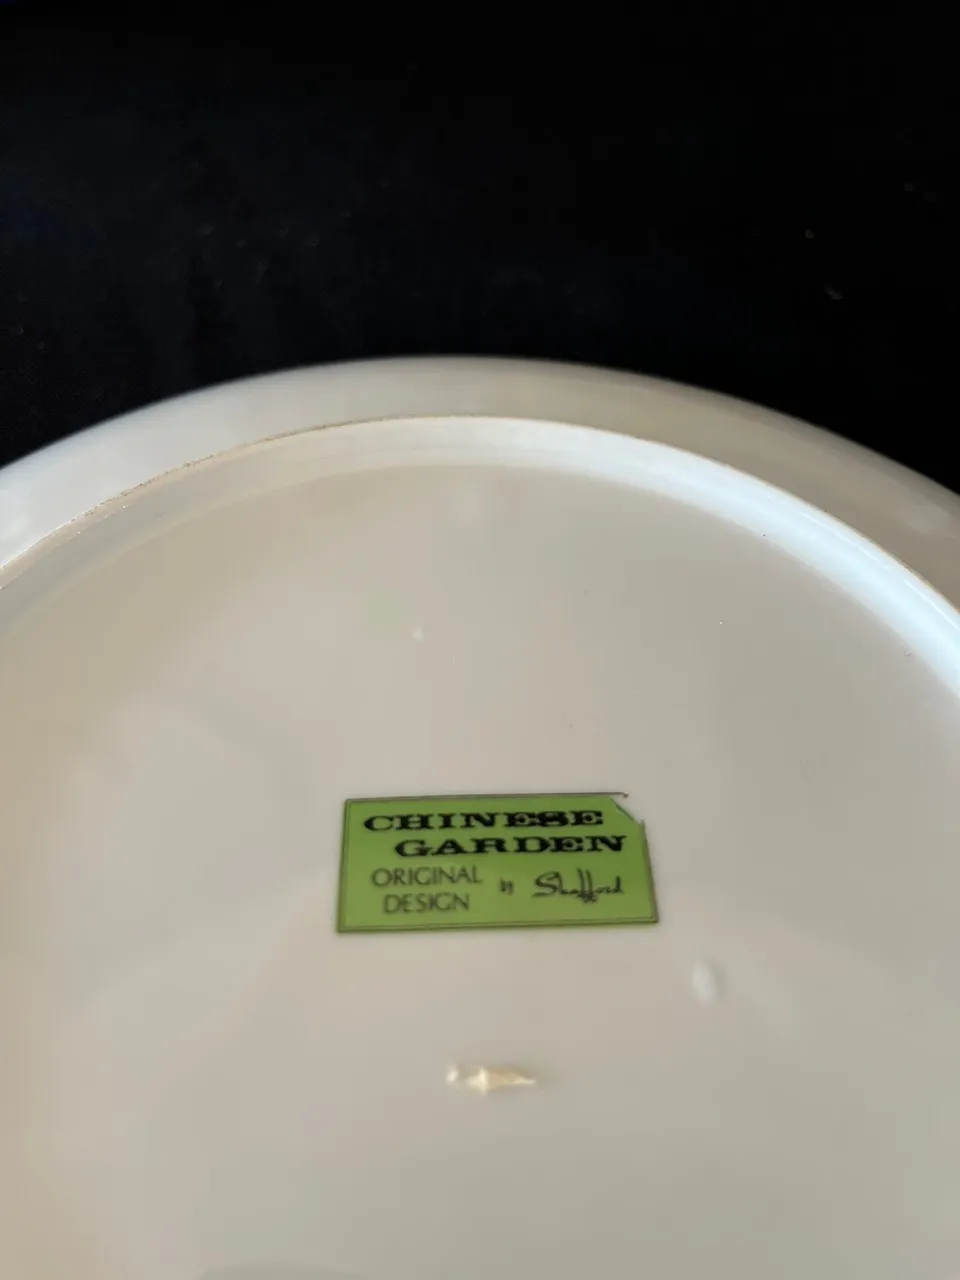 CHINESE
GARDEN
ORIGINAL
DESIGN by Shafford